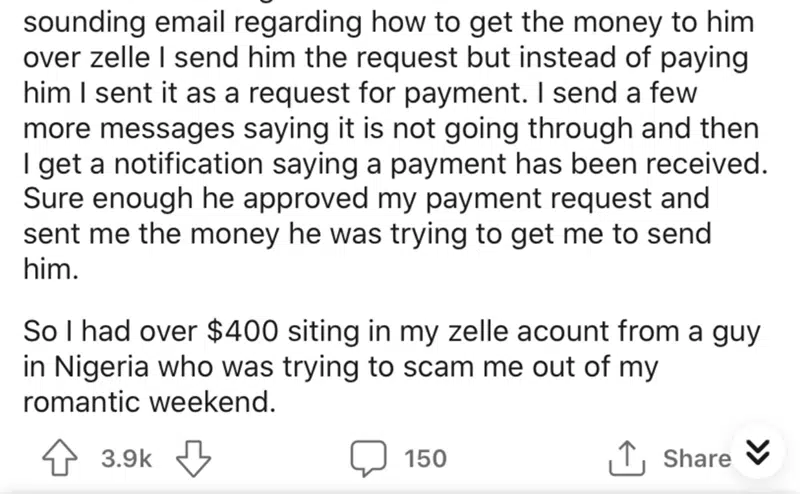 sounding email regarding how to get the money to him
over zelle I send him the request but instead of paying
him I sent it as a request for payment. I send a few
more messages saying it is not going through and then
I get a notification saying a payment has been received.
Sure enough he approved my payment request and
sent me the money he was trying to get me to send
him.
So I had over $400 siting in my zelle acount from a guy
in Nigeria who was trying to scam me out of my
romantic weekend.
3.9k 150 Share